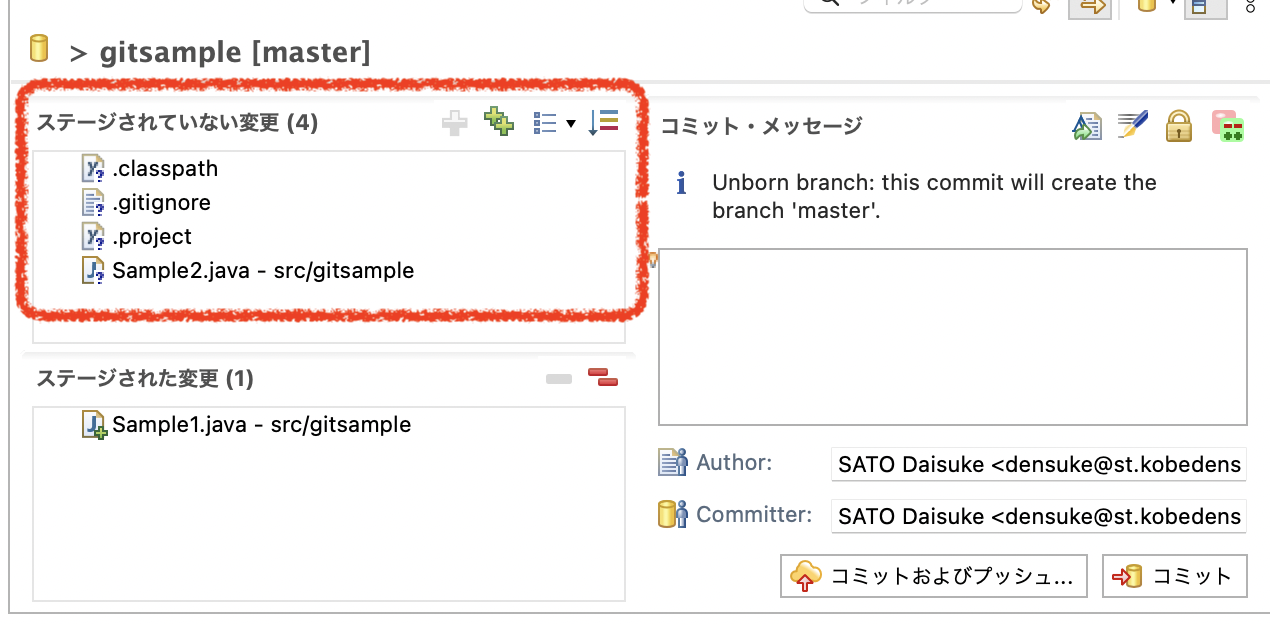 > gitsample [master]
ステージされていない変更 (4)
.classpath
.gitignore
.project
Sample2.java - src/gitsample
ステージされた変更 (1)
Sample1.java - src/gitsample
コミット・メッセージ
Unborn branch: this commit will create the
branch 'master'.
Author:
SATO Daisuke <densuke@st.kobedens
Committer:
SATO Daisuke <densuke@st.kobedens
コミットおよびプッシュ...
コミット